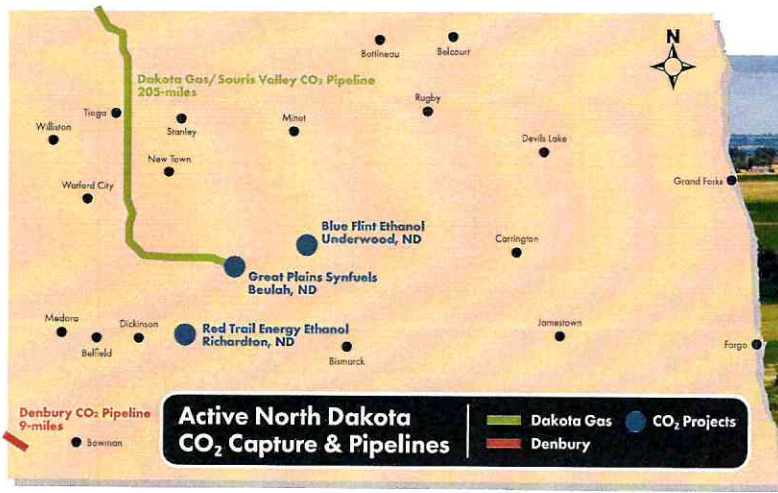 N
Bottineau
Belcourt
Dakota Gas/Souris Valley CO₂ Pipeline
205-miles
Tioga
Williston
Stanley
Minot
Rugby
Devils Lake
New Town
Watford City
Grand Forks
Blue Flint Ethanol
Underwood, ND
Carrington
Great Plains Synfuels
Beulah, ND
Medora
Belfield
Dickinson
Red Trail Energy Ethanol
Richardton, ND
Bismarck
Jamestown
Fargo
Denbury CO₂ Pipeline
9-miles
Bowman
Active North Dakota
CO₂ Capture & Pipelines
Dakota Gas
CO₂ Projects
Denbury